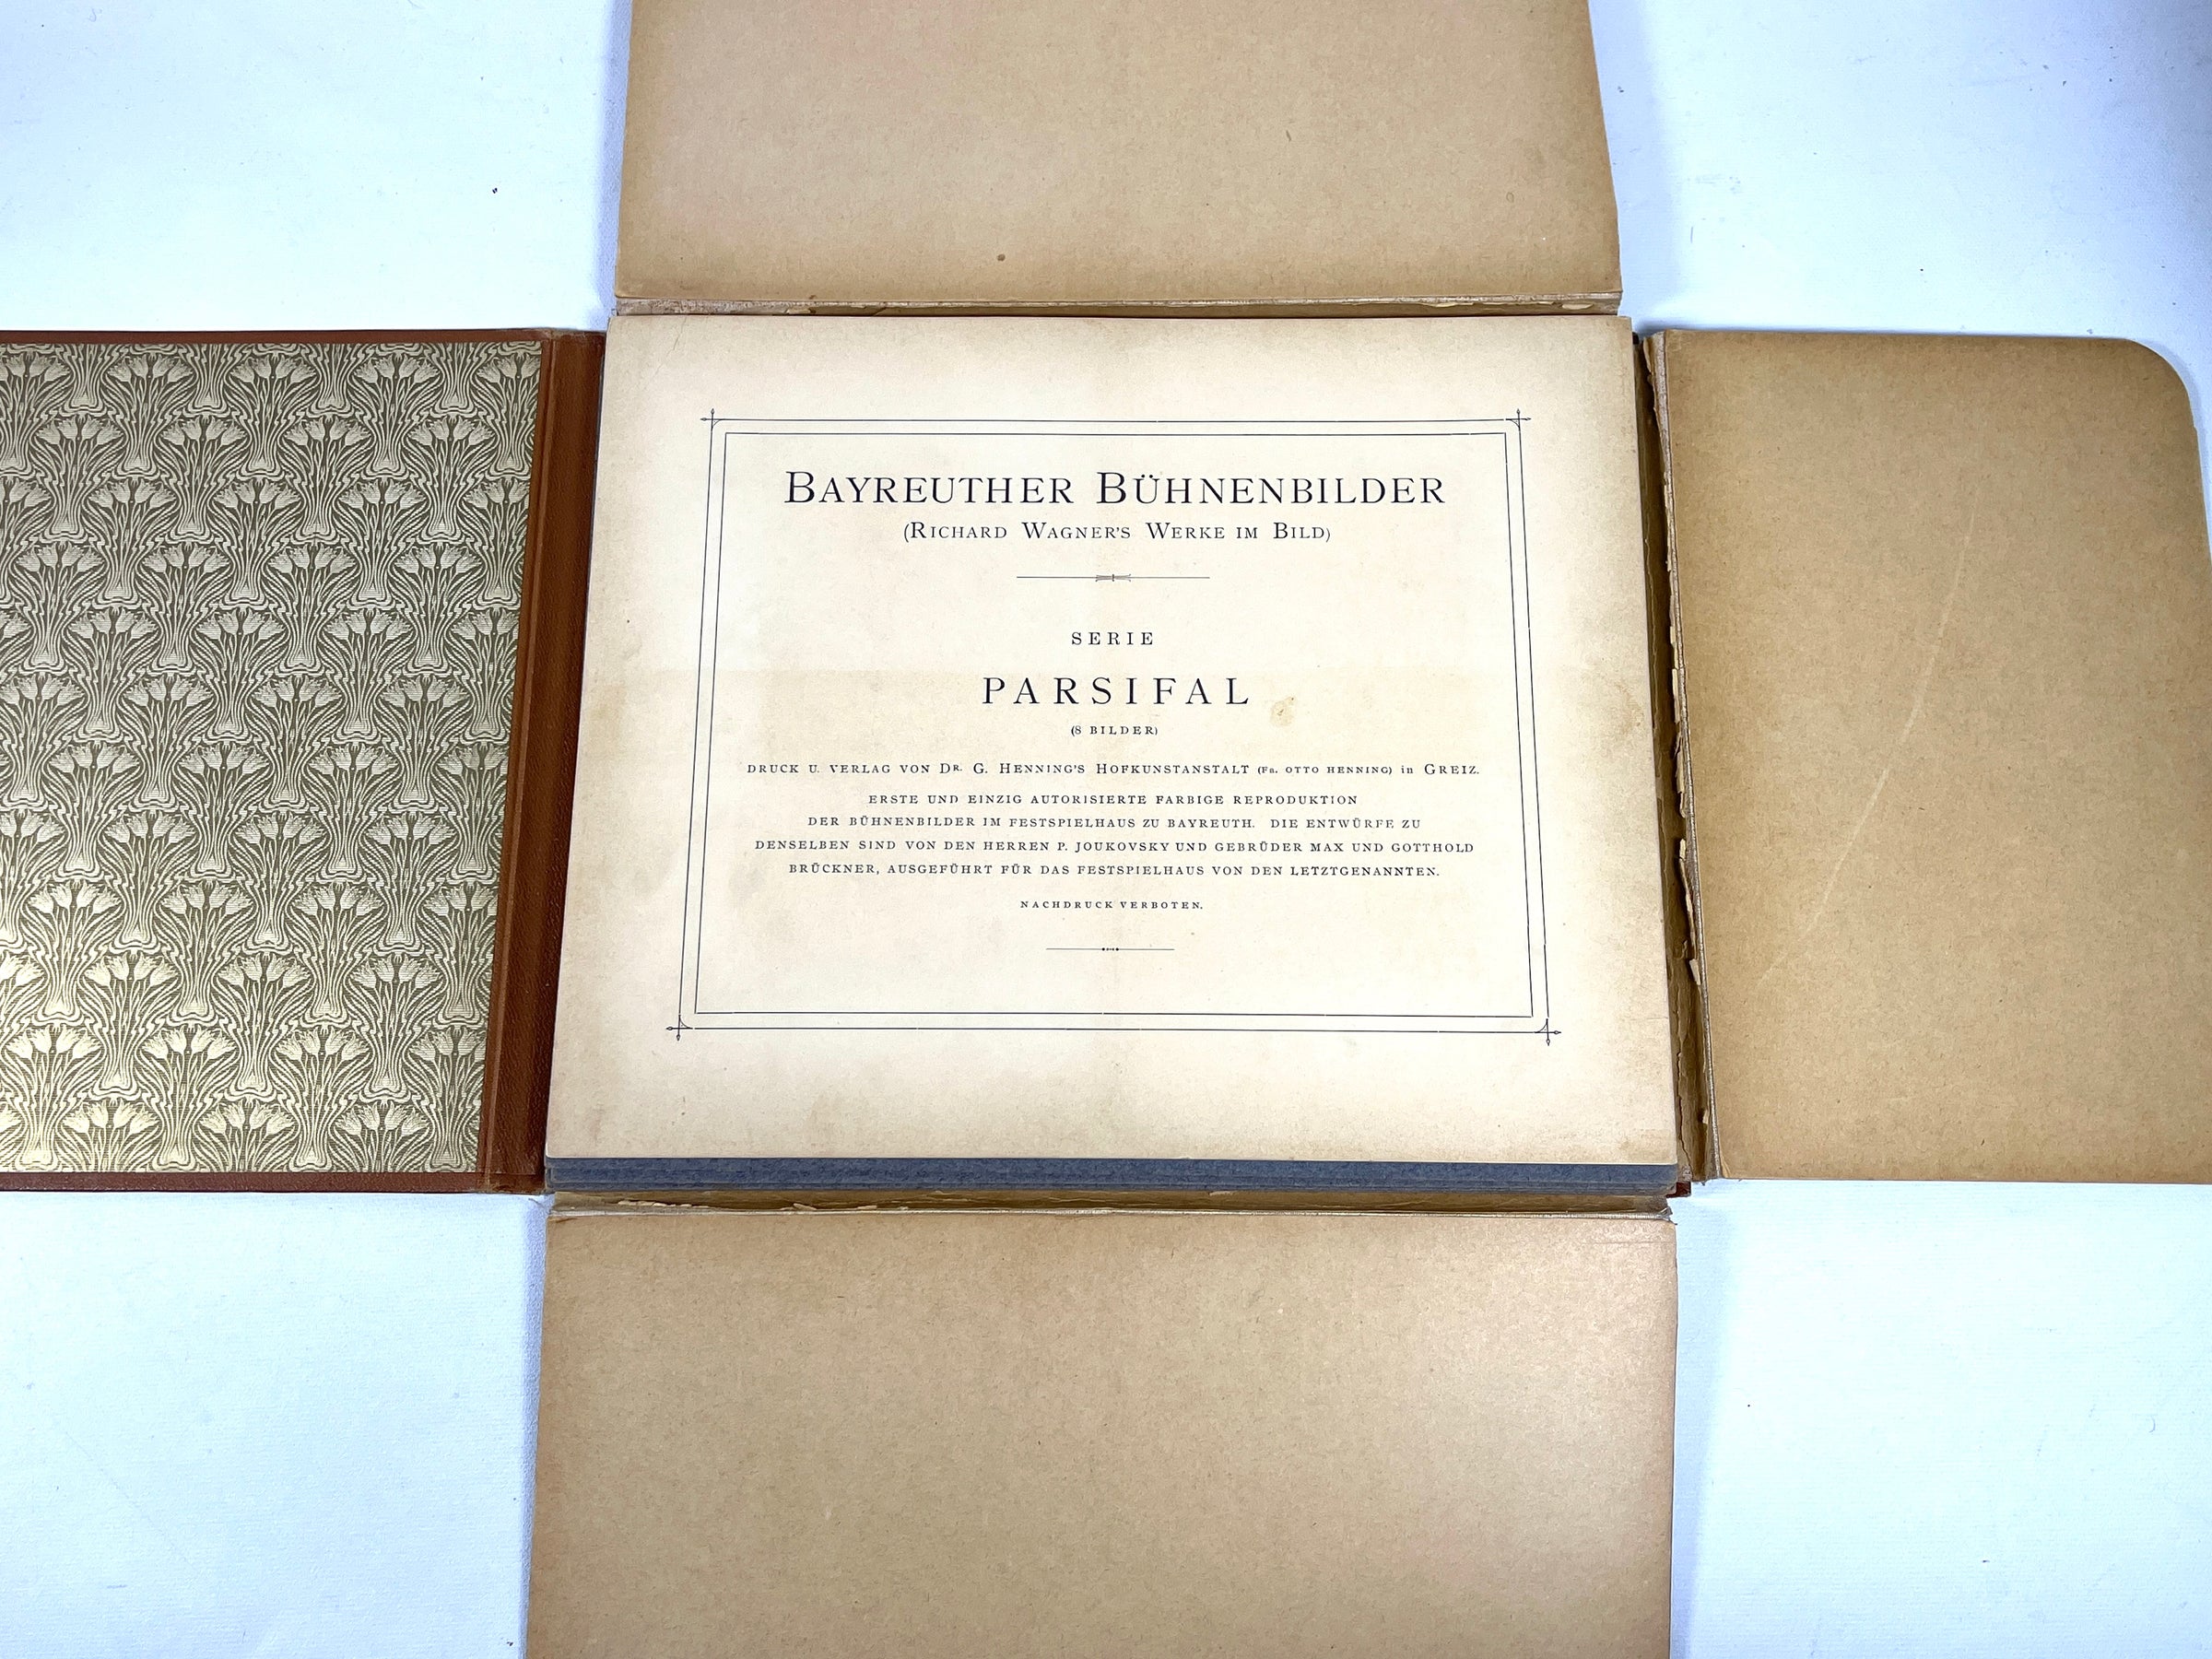 BAYREUTHER BÜHNENBILDER
(RICHARD WAGNER'S WERKE IM BILD)
SERIE
PARSIFAL
(8 BILDER)
DRUCK U. VERLAG VON DR. G. HENNING'S HOFKUNSTANSTALT (FR. OTTO HENNING) in GREIZ.
ERSTE UND EINZIG AUTORISIERTE FARBIGE REPRODUKTION
DER BÜHNENBILDER IM FESTSPIELHAUS ZU BAYREUTH. DIE ENTWÜRFE ZU
DENSELBEN SIND VON DEN HERREN P. JOUKOVSKY UND GEBRÜDER MAX UND GOTTHOLD
BRÜCKNER, AUSGEFÜHRT FÜR DAS FESTSPIELHAUS VON DEN LETZTGENANNTEN.
NACHDRUCK VERBOTEN.